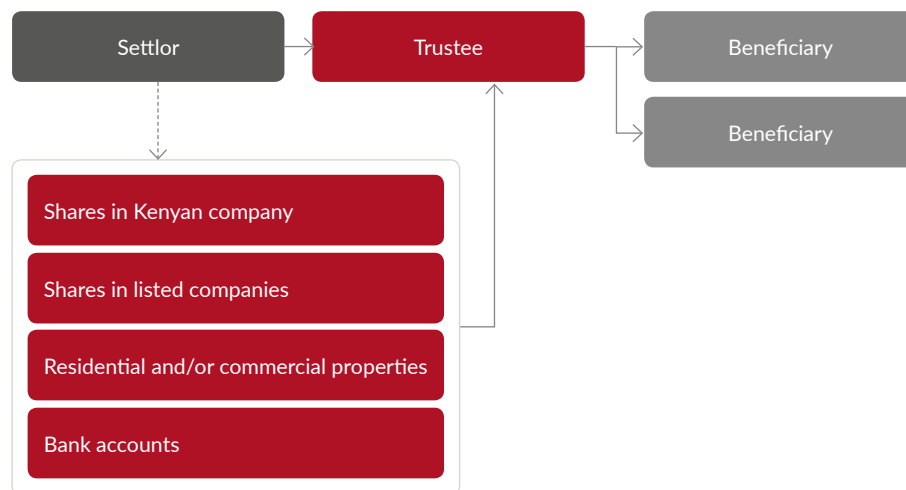 Settlor
Trustee
Beneficiary
Beneficiary
Shares in Kenyan company
Shares in listed companies
Residential and/or commercial properties
Bank accounts